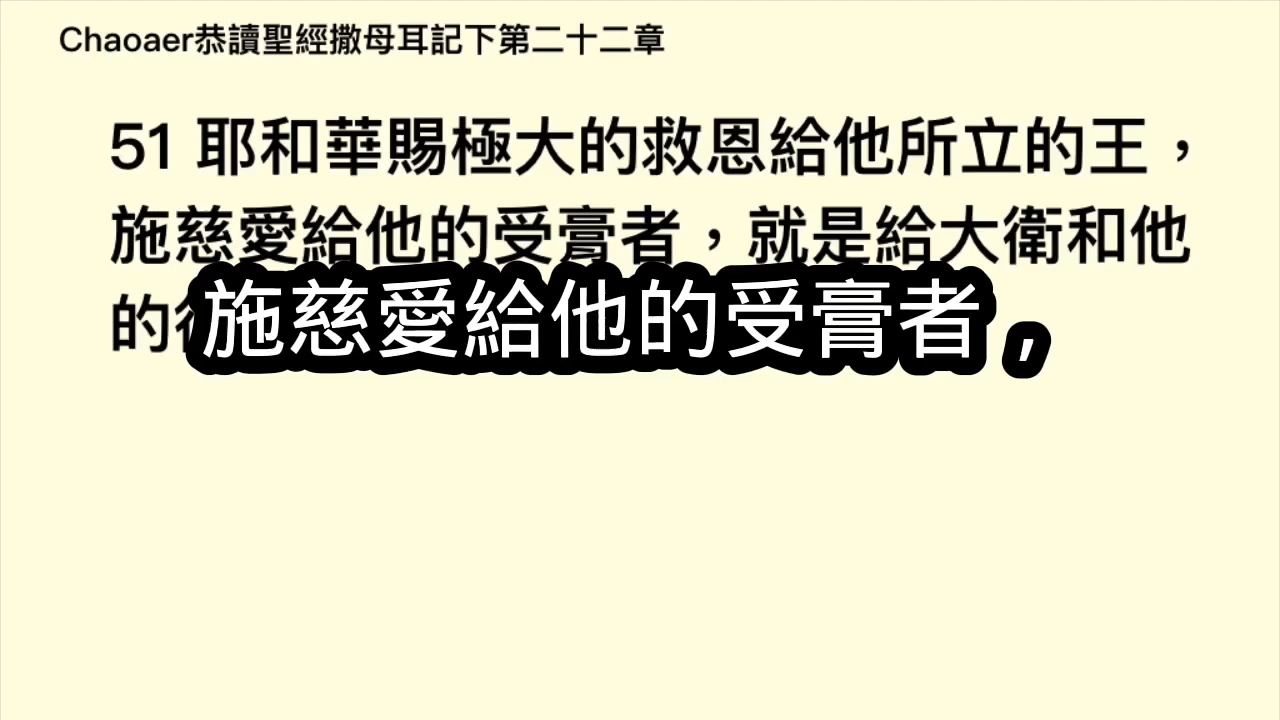 Chaoaer恭讀聖經撒母耳記下第二十二章
51 耶和華賜極大的救恩給他所立的王，
施慈愛給他的受膏者，就是給大衛和他
的
施慈愛給他的受膏者，